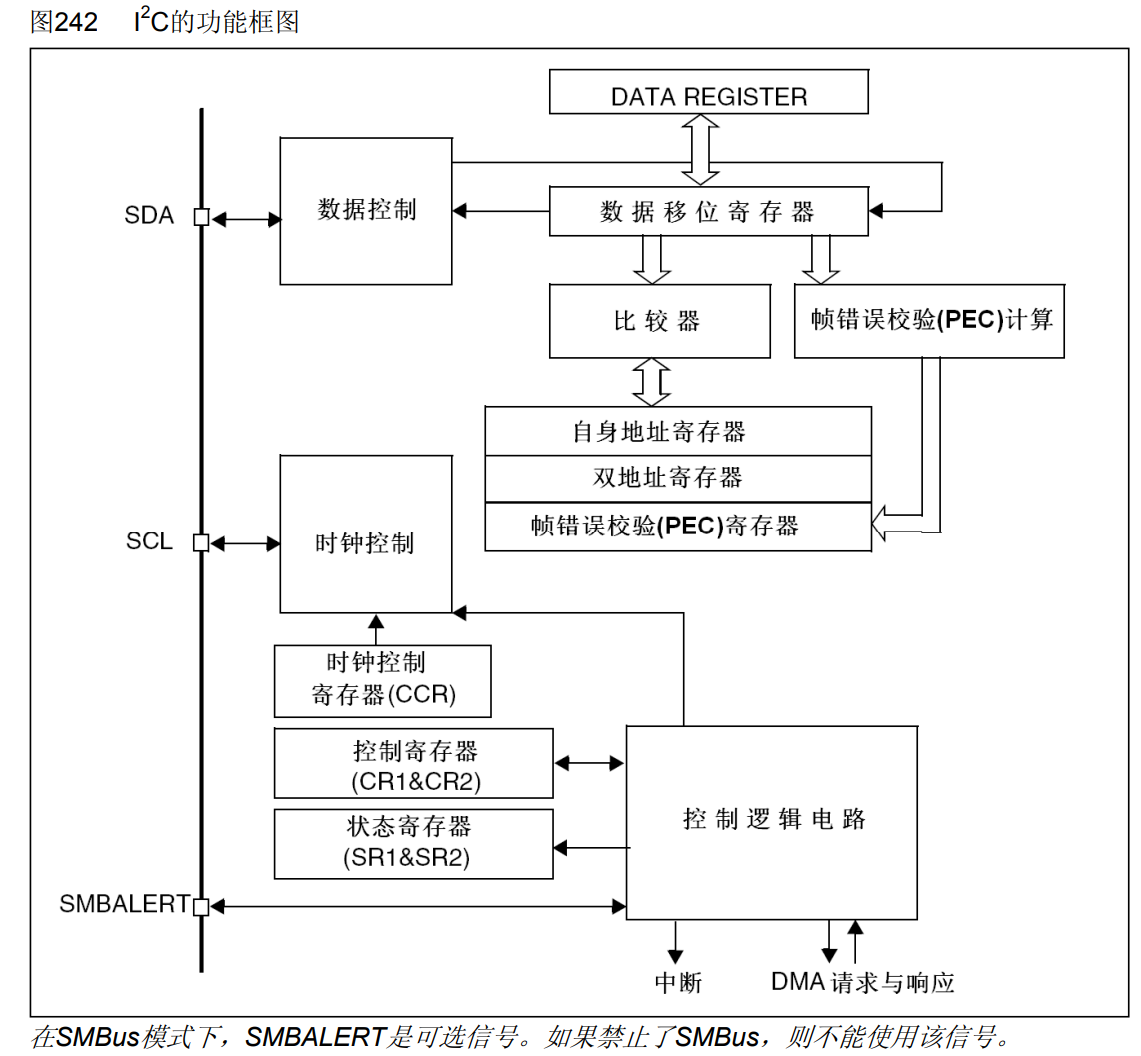 图242 I²C的功能框图
DATA REGISTER
SDA
数据控制
数据移位寄存器
比较器
帧错误校验(PEC)计算
自身地址寄存器
双地址寄存器
帧错误校验(PEC)寄存器
SCL
时钟控制
时钟控制
寄存器(CCR)
控制寄存器
(CR1&CR2)
控制逻辑电路
状态寄存器
(SR1&SR2)
SMBALERT
中断
DMA 请求与响应
在SMBus模式下，SMBALERT是可选信号。如果禁止了SMBus，则不能使用该信号。